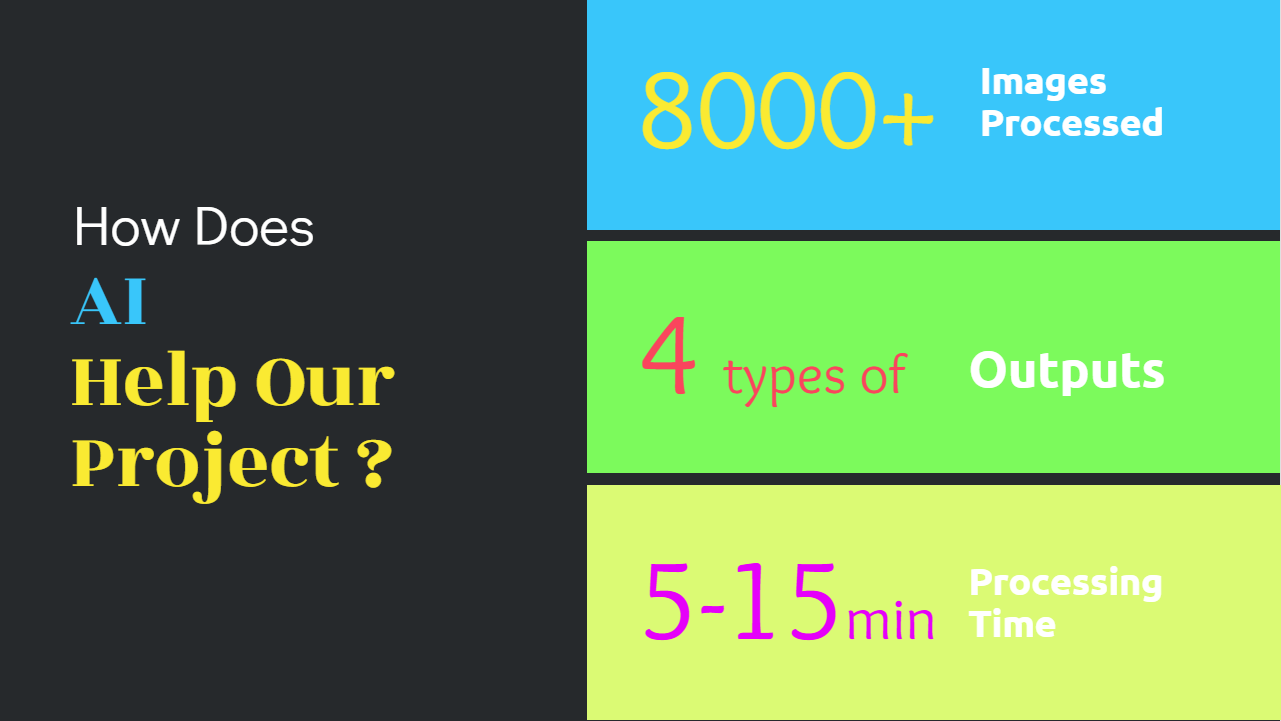 How Does
AI
Help Our
Project ?
8000+
Images
Processed
4 types of Outputs
5-15min
Processing
Time